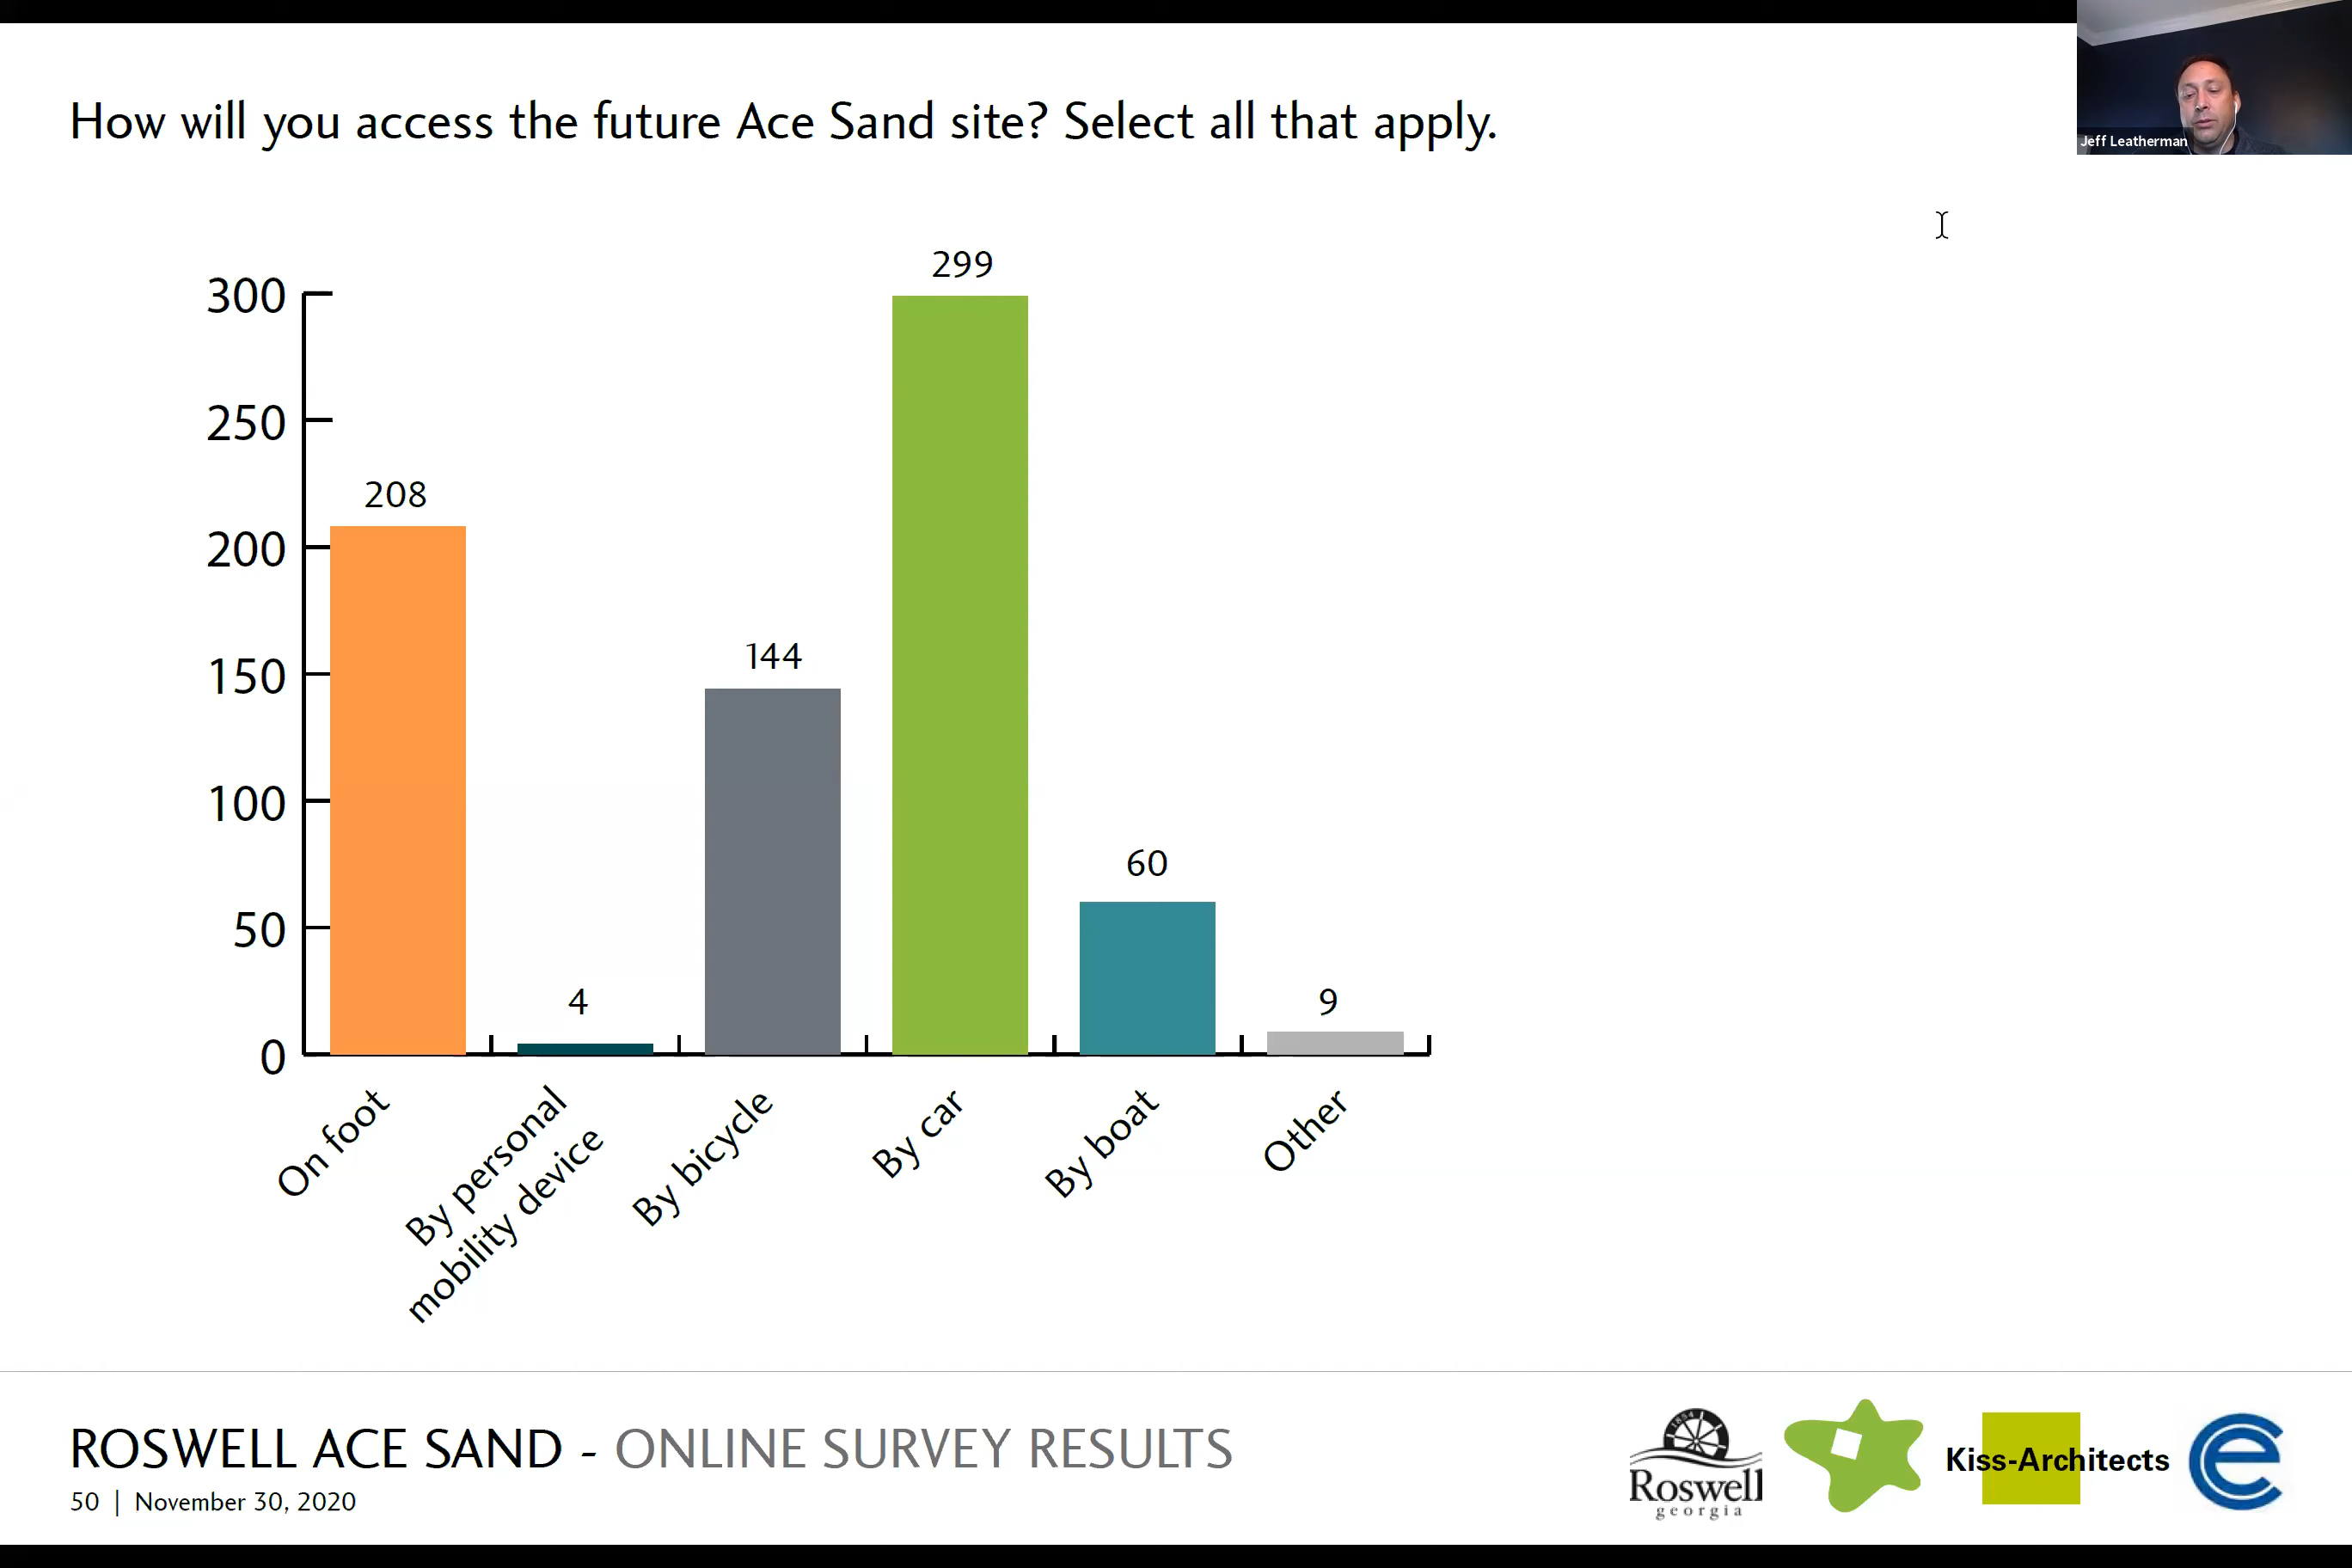 How will you access the future Ace Sand site? Select all that apply.
Jeff Leatherman
299
300
250
208
200
150
144
100
60
50
4
9
0
On foot
By personal
mobility device
By bicycle
By car
By boat
Other
ROSWELL ACE SAND - ONLINE SURVEY RESULTS
50 | November 30, 2020
1854
Roswell
georgia
Kiss-Architects